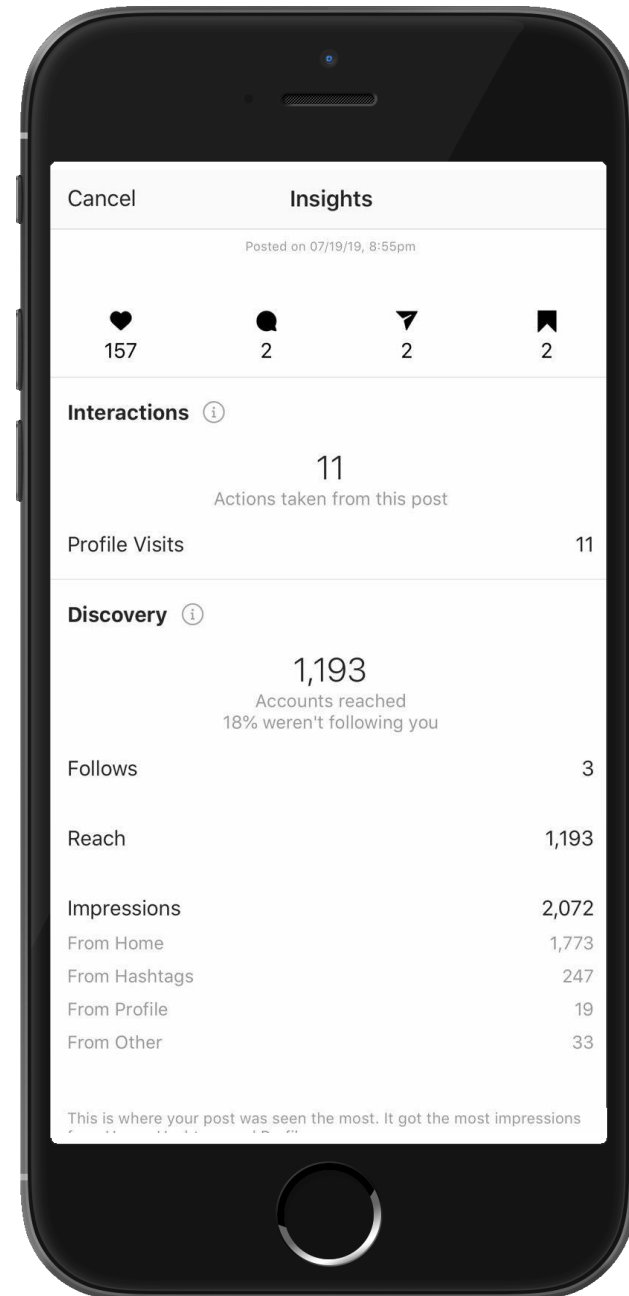 Cancel Insights
Posted on 07/19/19, 8:55pm
157 2 2 2
Interactions
11
Actions taken from this post
Profile Visits 11
Discovery
1,193
Accounts reached
18% weren't following you
Follows 3
Reach 1,193
Impressions 2,072
From Home 1,773
From Hashtags 247
From Profile 19
From Other 33
This is where your post was seen the most. It got the most impressions